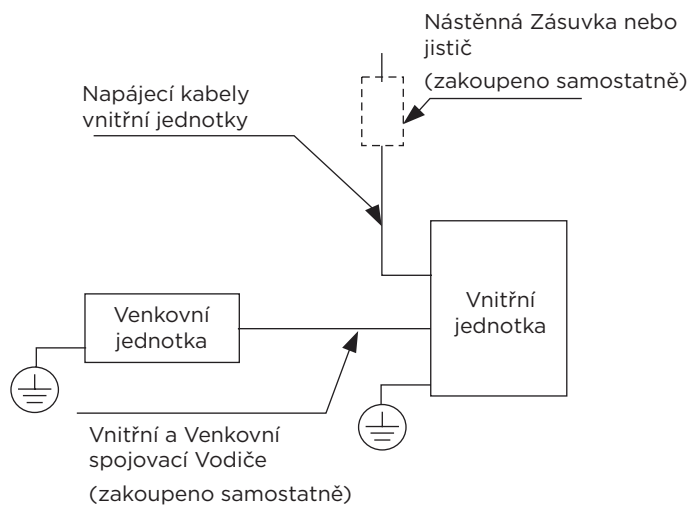 Nástěnná Zásuvka nebo
jistič
(zakoupeno samostatně)
Napájecí kabely
vnitřní jednotky
Venkovní
jednotka
Vnitřní
jednotka
Vnitřní a Venkovní
spojovací Vodiče
(zakoupeno samostatně)